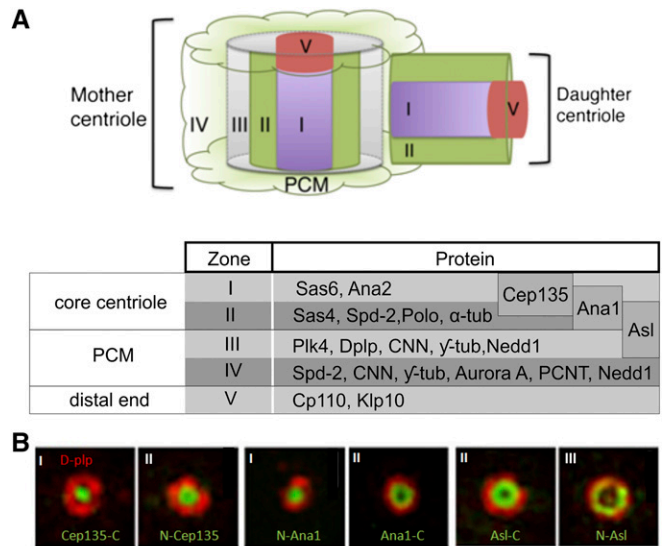 A
Mother
centriole
V
IV
III
II
I
PCM
I
V
II
Daughter
centriole
Zone
Protein
core centriole
I
Sas6, Ana2
Cep135
II
Sas4, Spd-2,Polo, α-tub
Ana1
Asl
PCM
III
Plk4, Dplp, CNN, γ-tub,Nedd1
IV
Spd-2, CNN, γ-tub, Aurora A, PCNT, Nedd1
distal end
V
Cp110, Klp10
B
I
D-plp
Cep135-C
II
N-Cep135
I
N-Ana1
II
Ana1-C
II
Asl-C
III
N-Asl